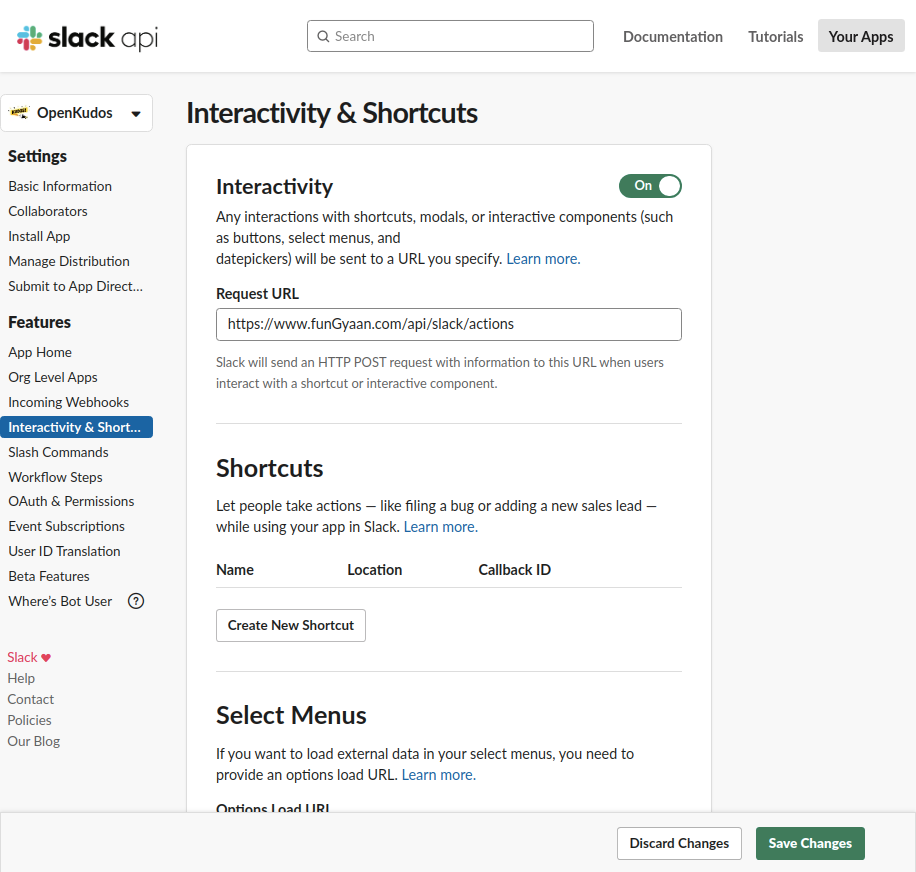 slack api
Search
Documentation
Tutorials
Your Apps
OpenKudos
Settings
Basic Information
Collaborators
Install App
Manage Distribution
Submit to App Direct...
Features
App Home
Org Level Apps
Incoming Webhooks
Interactivity & Short...
Slash Commands
Workflow Steps
OAuth & Permissions
Event Subscriptions
User ID Translation
Beta Features
Where's Bot User ?
Slack ♥
Help
Contact
Policies
Our Blog
Interactivity & Shortcuts
Interactivity
On
Any interactions with shortcuts, modals, or interactive components (such
as buttons, select menus, and
datepickers) will be sent to a URL you specify. Learn more.
Request URL
https://www.funGyaan.com/api/slack/actions
Slack will send an HTTP POST request with information to this URL when users
interact with a shortcut or interactive component.
Shortcuts
Let people take actions — like filing a bug or adding a new sales lead —
while using your app in Slack. Learn more.
Name Location Callback ID
Create New Shortcut
Select Menus
If you want to load external data in your select menus, you need to
provide an options load URL. Learn more.
Options Load URL
Discard Changes
Save Changes